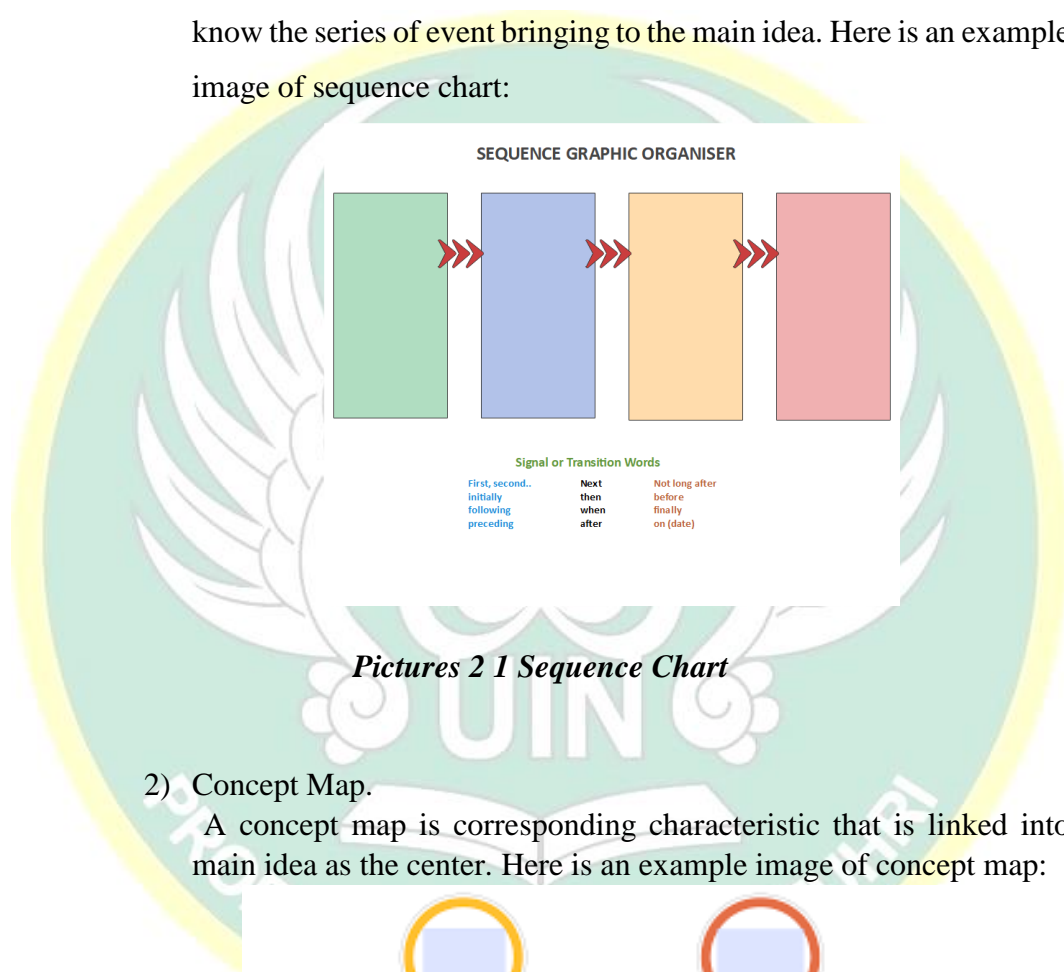 know the series of event bringing to the main idea. Here is an example
image of sequence chart:
SEQUENCE GRAPHIC ORGANISER
Signal or Transition Words
First, second.. Next Not long after
initially then before
following when finally
preceding after on (date)
Pictures 2 1 Sequence Chart
UIN
2) Concept Map.
A concept map is corresponding characteristic that is linked into
main idea as the center. Here is an example image of concept map: